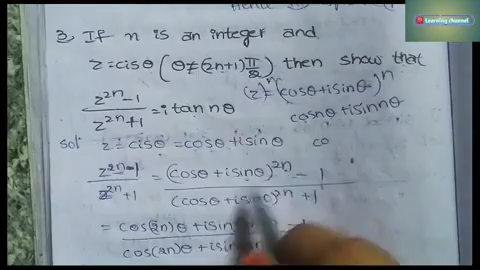 Learning channel
3. If n is an integer and
z=cisθ (θ≠(2n+1)π/2) then show that
(z²ⁿ-1)/(z²ⁿ+1) = i tan nθ (z)ⁿ=(cosθ+isinθ)ⁿ
cosnθ+isinnθ
sol z=cisθ =cosθ+isinθ co
(z²ⁿ-1)/(z²ⁿ+1) = ((cosθ+isinθ)²ⁿ - 1)/((cosθ+isinθ)²ⁿ +1)
= cos(2n)θ + isin
cos(2n)θ + isin